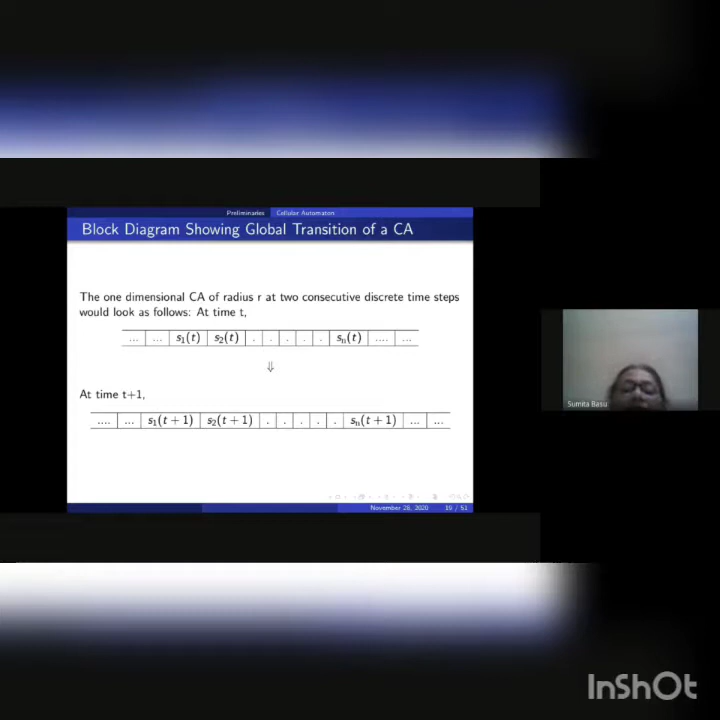 Preliminaries Cellular Automaton
Block Diagram Showing Global Transition of a CA
The one dimensional CA of radius r at two consecutive discrete time steps
would look as follows: At time t,
... ... s₁(t) s₂(t) . . . . . sₙ(t) .... ...
⇓
At time t+1,
.... ... s₁(t + 1) s₂(t + 1) . . . . . sₙ(t + 1) ... ...
November 28, 2020 19 / 51
Sumita Basu
InShOt